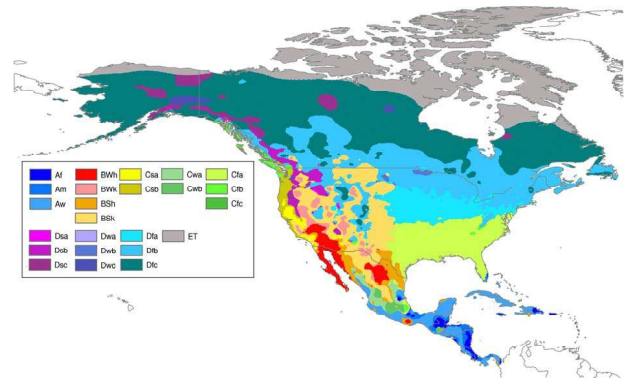 Af BWh Csa Cwa Cfa
Am BWk Csb Cwb Cfb
Aw BSh Cfc
BSk
Dsa Dwa Dfa ET
Dsb Dwb Dfb
Dsc Dwc Dfc